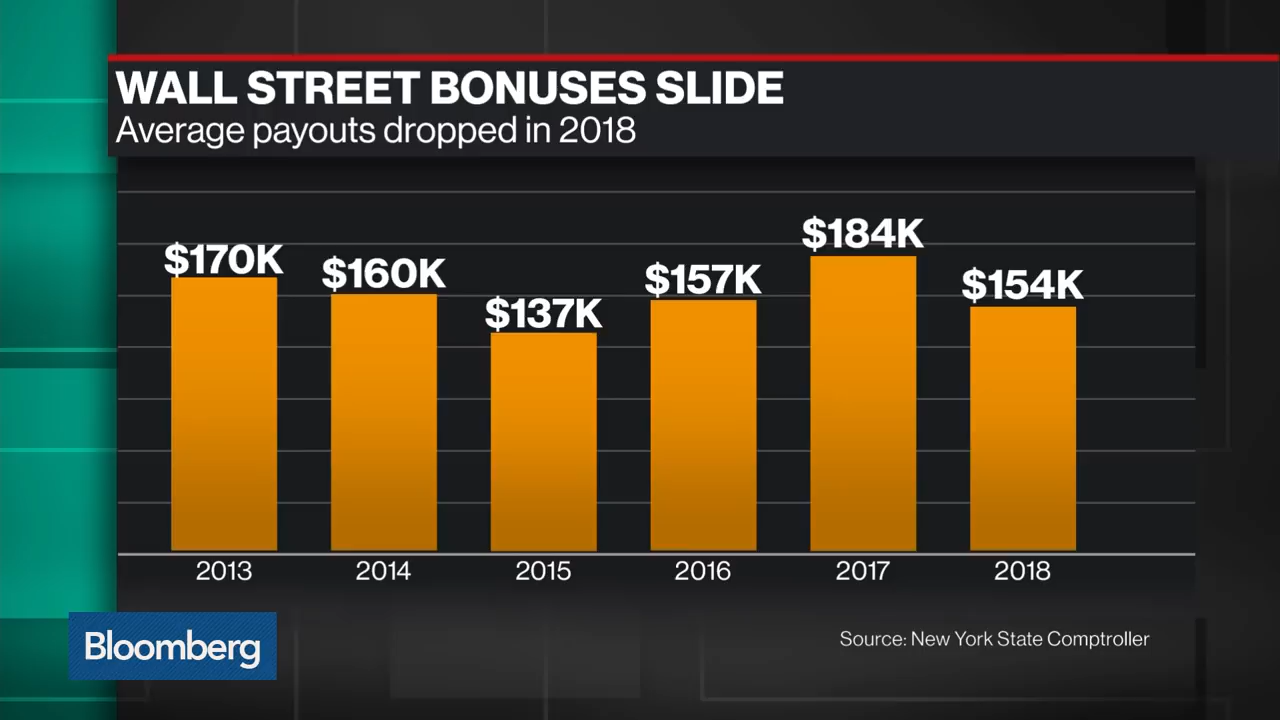 WALL STREET BONUSES SLIDE
Average payouts dropped in 2018
$170K
$160K
$137K
$157K
$184K
$154K
2013
2014
2015
2016
2017
2018
Bloomberg
Source: New York State Comptroller